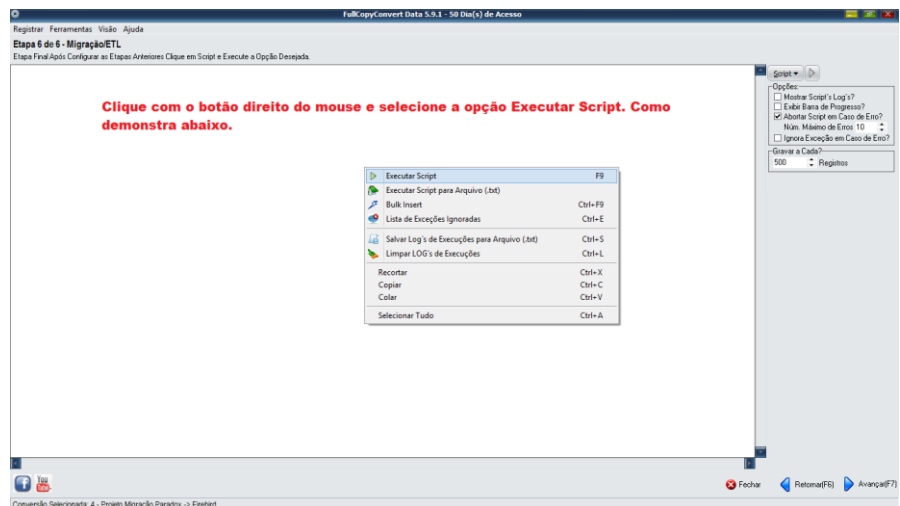 FullCopyConvert Data 5.9.1 - 50 Dia(s) de Acesso
Registrar Ferramentas Visão Ajuda
Etapa 6 de 6 - Migração/ETL
Etapa Final Após Configurar as Etapas Anteriores Clique em Script e Execute a Opção Desejada.
Script
Opções:
Mostrar Script's Log's?
Exibir Barra de Progresso?
Abortar Script em Caso de Erro?
Núm. Máximo de Erros 10
Ignora Exceção em Caso de Erro?
Gravar a Cada?
500 Registros
Clique com o botão direito do mouse e selecione a opção Executar Script. Como
demonstra abaixo.
Executar Script F9
Executar Script para Arquivo (.txt)
Bulk Insert Ctrl+F9
Lista de Exceções Ignoradas Ctrl+E
Salvar Log's de Execuções para Arquivo (.txt) Ctrl+S
Limpar LOG's de Execuções Ctrl+L
Recortar Ctrl+X
Copiar Ctrl+C
Colar Ctrl+V
Selecionar Tudo Ctrl+A
You
Tube
Fechar Retornar(F6) Avançar(F7)
Conversão Selecionada: 4 - Projeto Migração Paradox -> Firebird